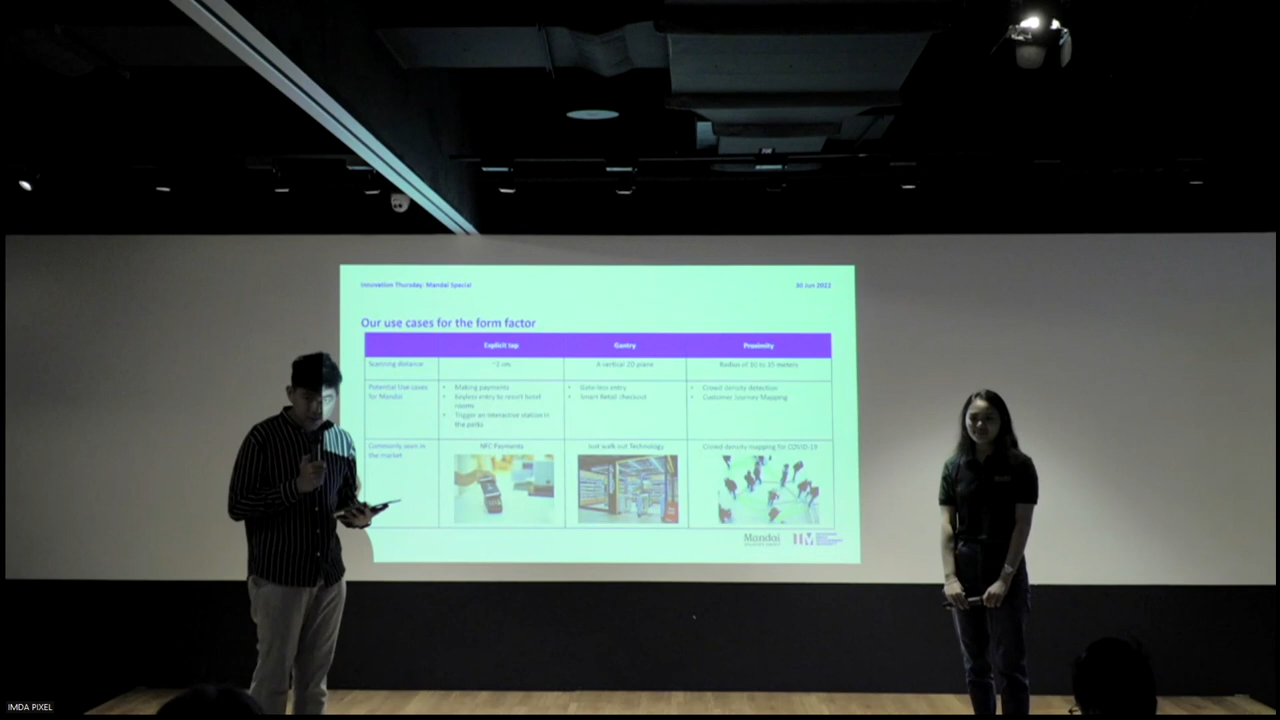 Innovation Thursday: Mandai Special
30 Jun 2022
Our use cases for the form factor
Explicit tap
Gantry
Proximity
Scanning distance
A vertical 2D plane
Radius of 10 to 15 meters
Potential Use cases
for Mandai
• Making payments
• Keyless entry to resort hotel
rooms
• Trigger an interactive station in
the parks
• Gate-less entry
• Smart Retail checkout
• Crowd density detection
• Customer Journey Mapping
Commonly seen in
the market
NFC Payments
Just walk out Technology
Crowd density mapping for COVID-19
Mandai
IMDA PIXEL